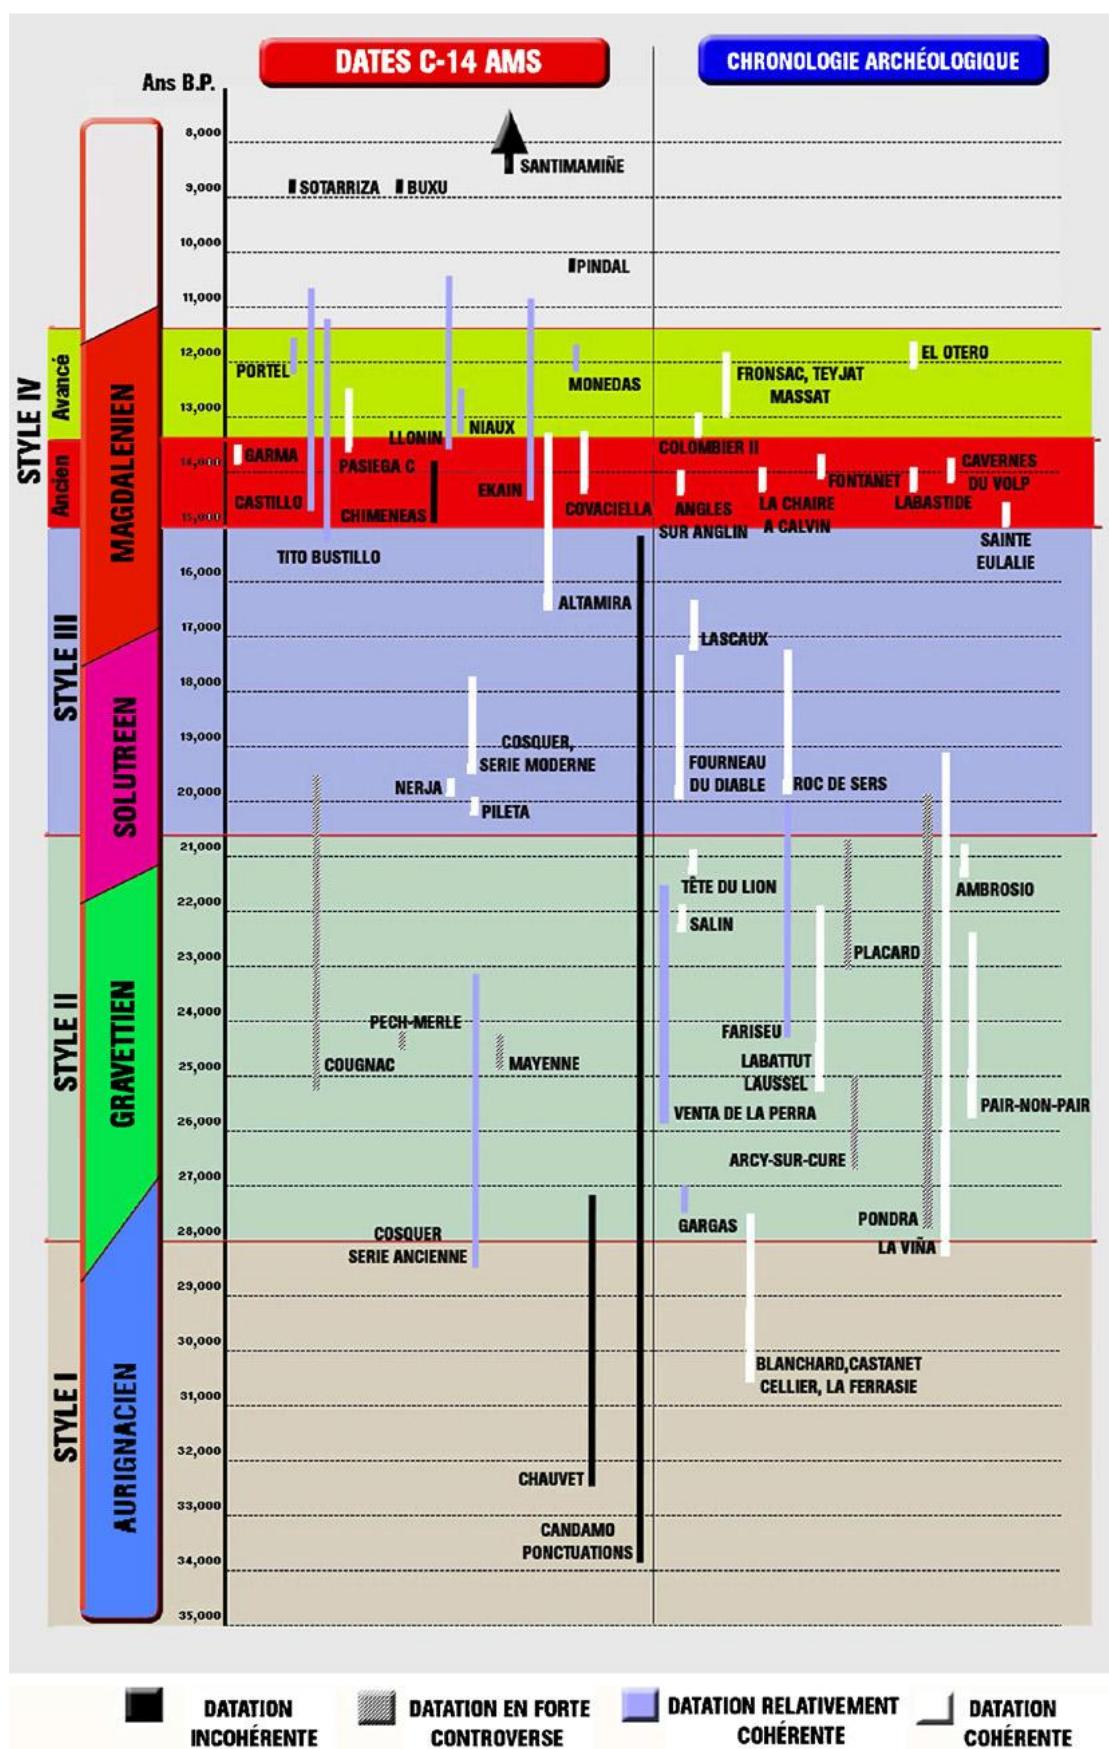 DATES C-14 AMS
CHRONOLOGIE ARCHÉOLOGIQUE
Ans B.P.
8,000
SANTIMAMIÑE
9,000
SOTARRIZA
BUXU
10,000
PINDAL
11,000
STYLE IV
Avancé
Ancien
MAGDALENIEN
12,000
PORTEL
MONEDAS
EL OTERO
FRONSAC, TEYJAT
MASSAT
13,000
LLONIN
NIAUX
COLOMBIER II
14,000
GARMA
PASIEGA C
EKAIN
FONTANET
CAVERNES
DU VOLP
CASTILLO
CHIMENEAS
COVACIELLA
ANGLES
SUR ANGLIN
LA CHAIRE
A CALVIN
LABASTIDE
15,000
SAINTE
EULALIE
TITO BUSTILLO
STYLE III
SOLUTREEN
16,000
ALTAMIRA
17,000
LASCAUX
18,000
19,000
COSQUER,
SERIE MODERNE
NERJA
FOURNEAU
DU DIABLE
ROC DE SERS
20,000
PILETA
STYLE II
GRAVETTIEN
21,000
TÊTE DU LION
AMBROSIO
22,000
SALIN
23,000
PLACARD
24,000
PECH-MERLE
FARISEU
25,000
COUGNAC
MAYENNE
LABATTUT
LAUSSEL
26,000
VENTA DE LA PERRA
PAIR-NON-PAIR
ARCY-SUR-CURE
27,000
GARGAS
PONDRA
28,000
COSQUER
SERIE ANCIENNE
LA VIÑA
STYLE I
AURIGNACIEN
29,000
30,000
BLANCHARD,CASTANET
CELLIER, LA FERRASIE
31,000
32,000
CHAUVET
33,000
CANDAMO
PONCTUATIONS
34,000
35,000
DATATION
INCOHÉRENTE
DATATION EN FORTE
CONTROVERSE
DATATION RELATIVEMENT
COHÉRENTE
DATATION
COHÉRENTE